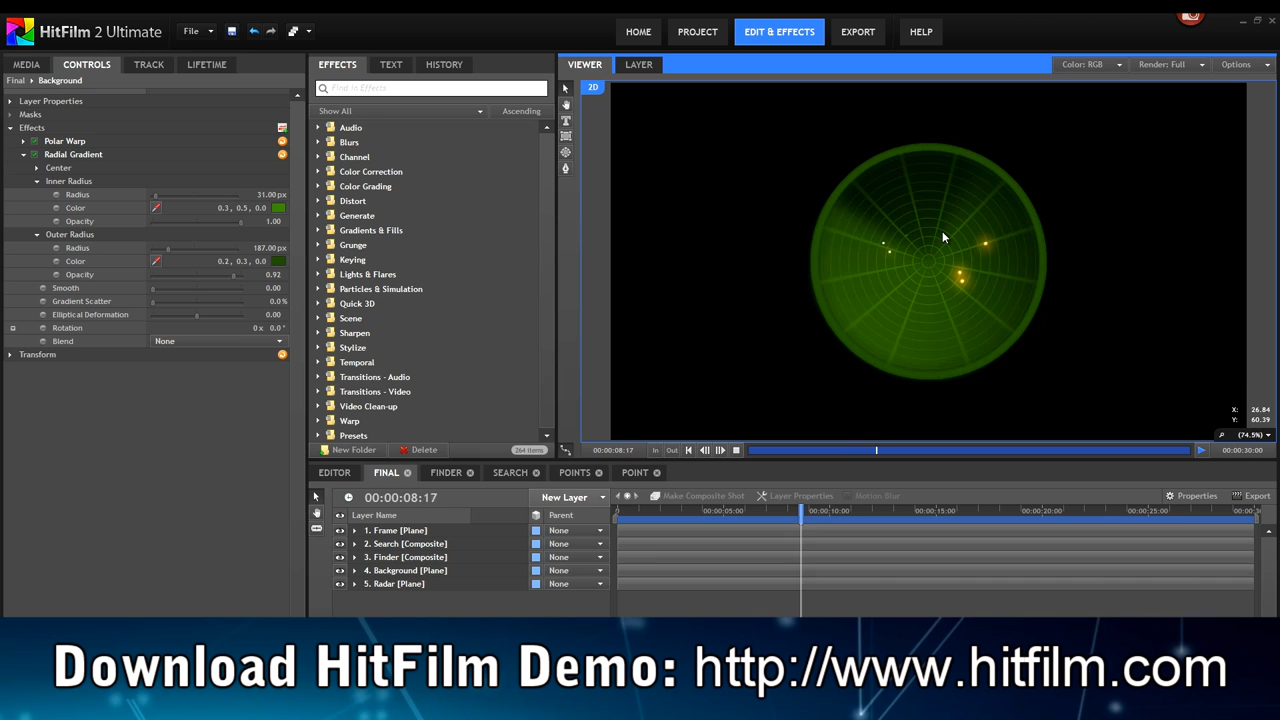 HitFilm 2 Ultimate
File
HOME
PROJECT
EDIT & EFFECTS
EXPORT
HELP
MEDIA
CONTROLS
TRACK
LIFETIME
Final
Background
Layer Properties
Masks
Effects
Polar Warp
Radial Gradient
Center
Inner Radius
Radius 31.00px
Color 0.3, 0.5, 0.0
Opacity 1.00
Outer Radius
Radius 187.00px
Color 0.2, 0.3, 0.0
Opacity 0.92
Smooth 0.00
Gradient Scatter 0.0%
Elliptical Deformation 0.00
Rotation 0 x 0.0°
Blend None
Transform
EFFECTS
TEXT
HISTORY
Find in Effects
Show All
Ascending
Audio
Blurs
Channel
Color Correction
Color Grading
Distort
Generate
Gradients & Fills
Grunge
Keying
Lights & Flares
Particles & Simulation
Quick 3D
Scene
Sharpen
Stylize
Temporal
Transitions - Audio
Transitions - Video
Video Clean-up
Warp
Presets
New Folder
Delete
264 items
VIEWER
LAYER
Color: RGB
Render: Full
Options
2D
X: 26.84
Y: 60.39
(74.5%)
00:00:08;17
In
Out
00:00:30;00
EDITOR
FINAL
FINDER
SEARCH
POINTS
POINT
00:00:08;17
New Layer
Make Composite Shot
Layer Properties
Motion Blur
Properties
Export
Layer Name
Parent
0
00:00:05;00
00:00:10;00
00:00:15;00
00:00:20;00
00:00:25;00
1. Frame [Plane] None
2. Search [Composite] None
3. Finder [Composite] None
4. Background [Plane] None
5. Radar [Plane] None
Download HitFilm Demo: http://www.hitfilm.com